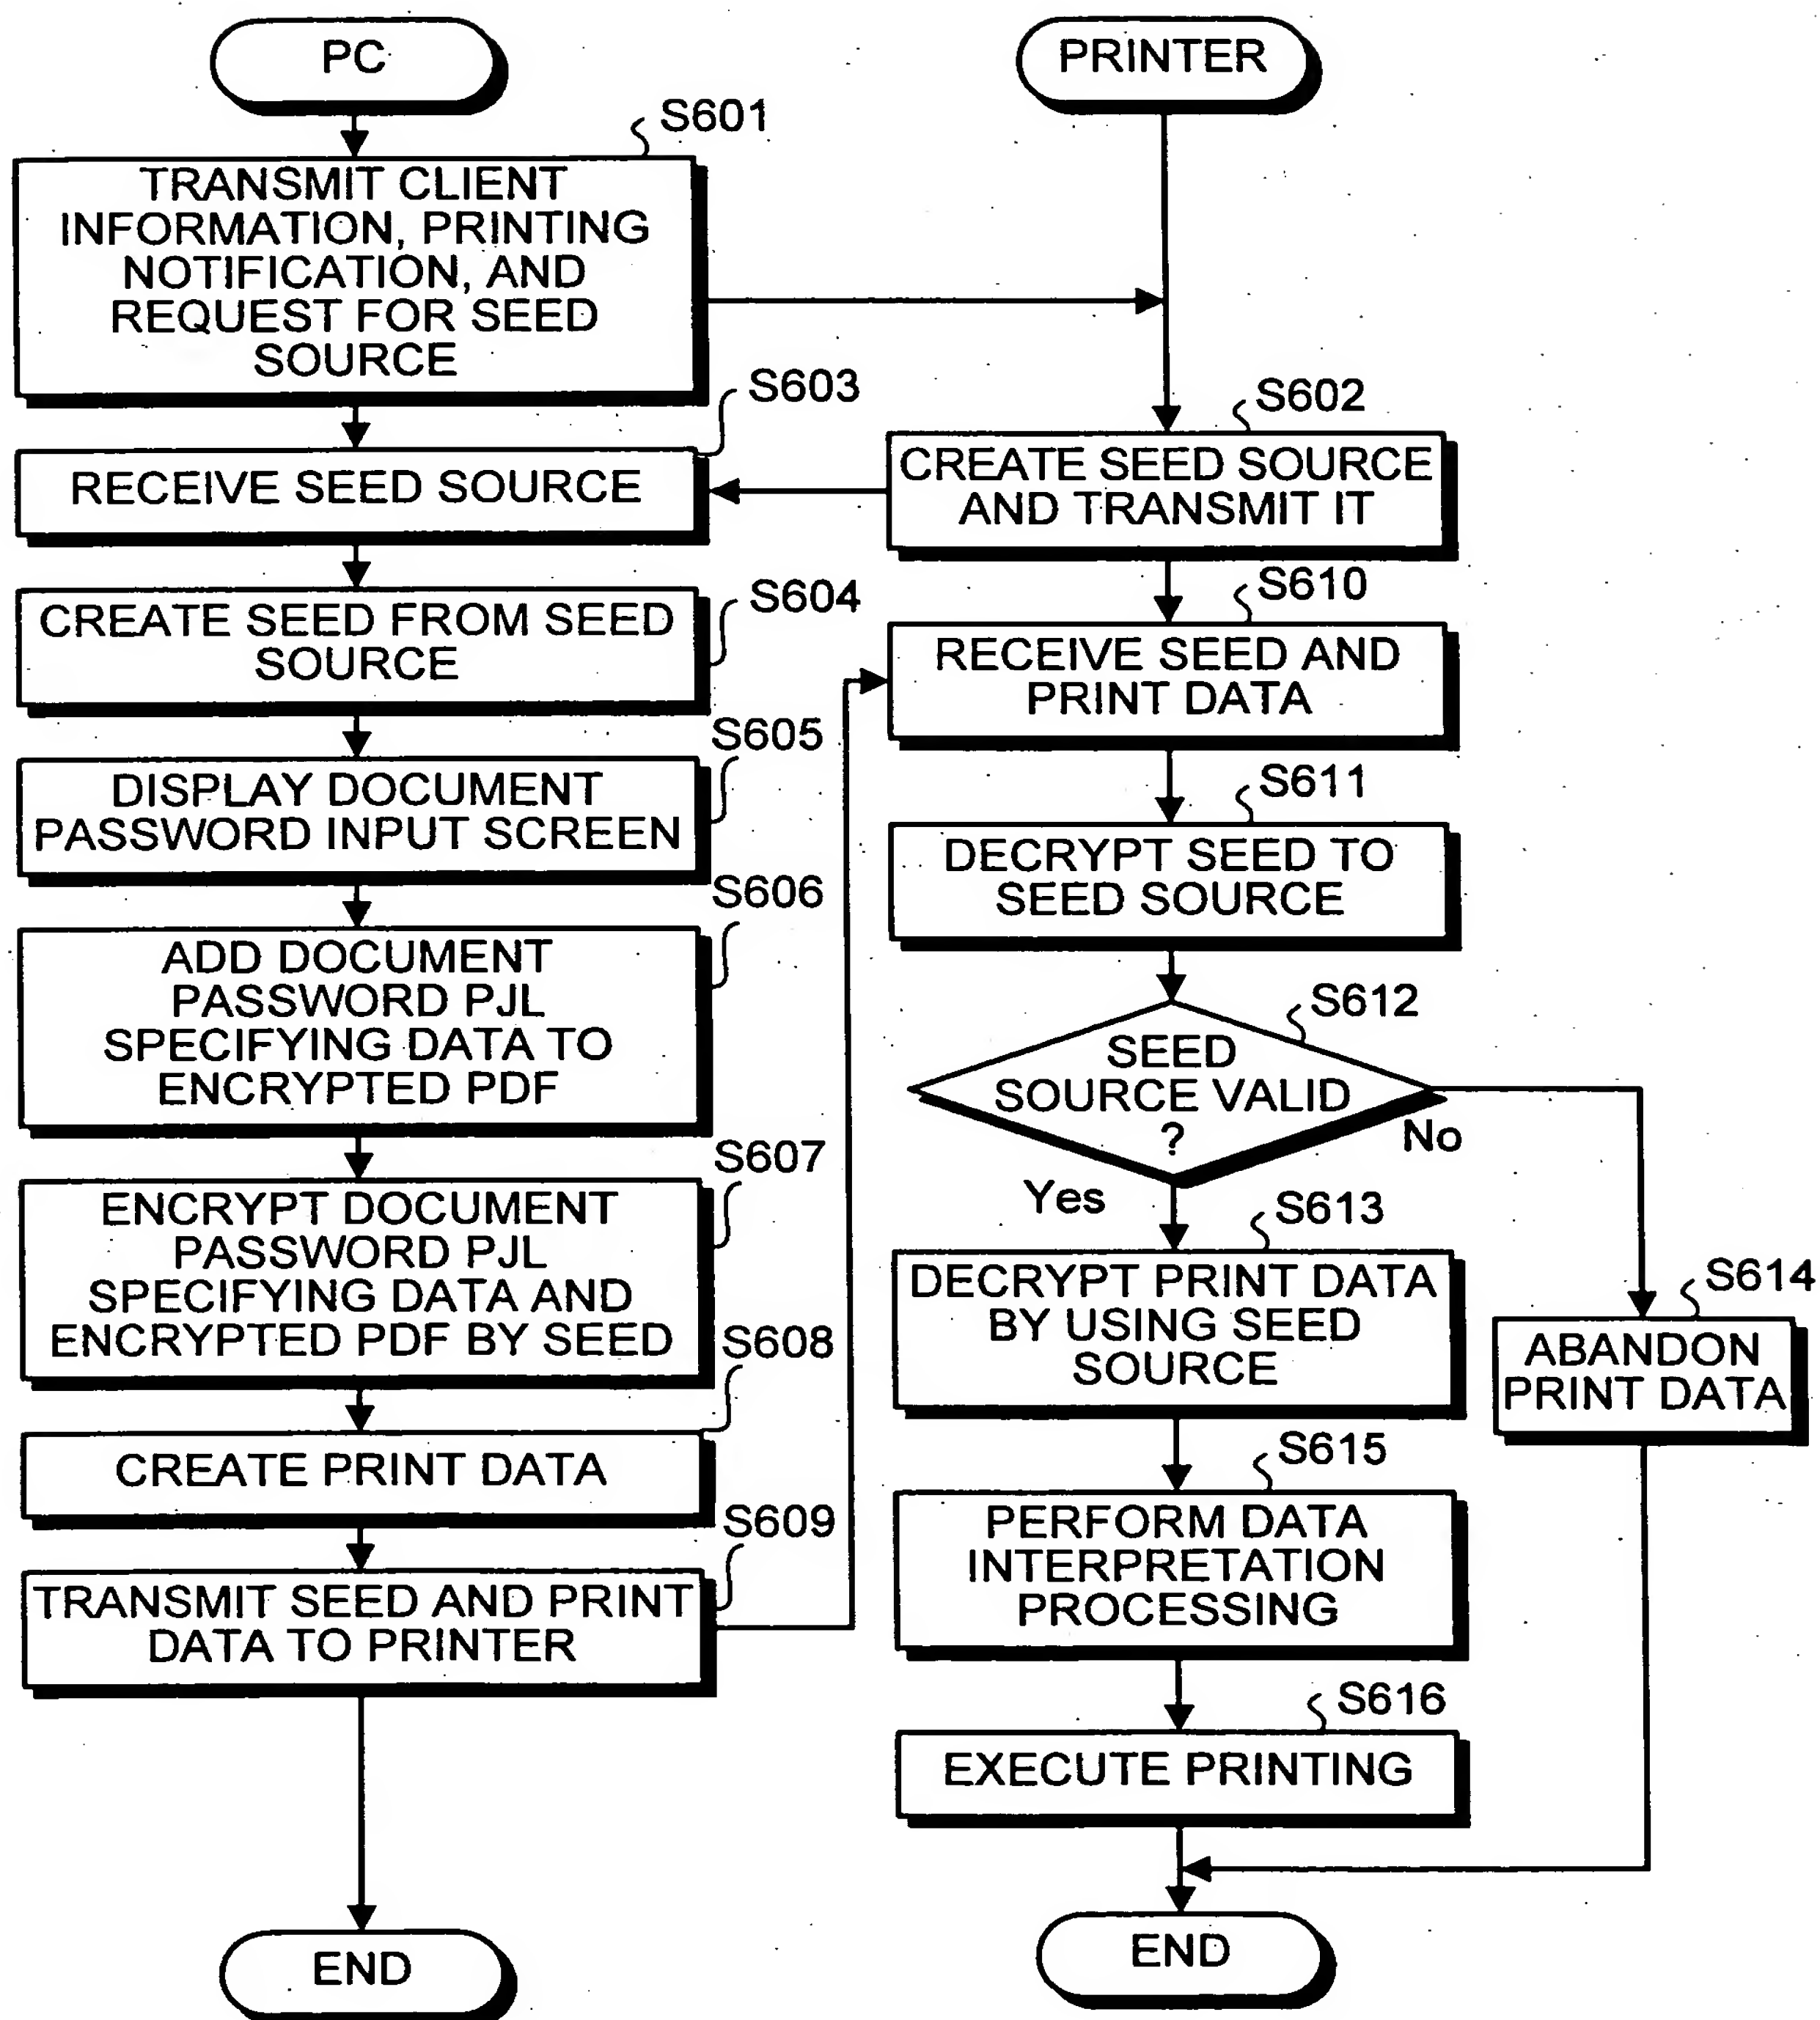 PC
S601
TRANSMIT CLIENT
INFORMATION, PRINTING
NOTIFICATION, AND
REQUEST FOR SEED
SOURCE
S603
RECEIVE SEED SOURCE
S604
CREATE SEED FROM SEED
SOURCE
S605
DISPLAY DOCUMENT
PASSWORD INPUT SCREEN
S606
ADD DOCUMENT
PASSWORD PJL
SPECIFYING DATA TO
ENCRYPTED PDF
S607
ENCRYPT DOCUMENT
PASSWORD PJL
SPECIFYING DATA AND
ENCRYPTED PDF BY SEED
S608
CREATE PRINT DATA
S609
TRANSMIT SEED AND PRINT
DATA TO PRINTER
END
PRINTER
S602
CREATE SEED SOURCE
AND TRANSMIT IT
S610
RECEIVE SEED AND
PRINT DATA
S611
DECRYPT SEED TO
SEED SOURCE
S612
SEED
SOURCE VALID
?
No
Yes
S613
DECRYPT PRINT DATA
BY USING SEED
SOURCE
S614
ABANDON
PRINT DATA
S615
PERFORM DATA
INTERPRETATION
PROCESSING
S616
EXECUTE PRINTING
END